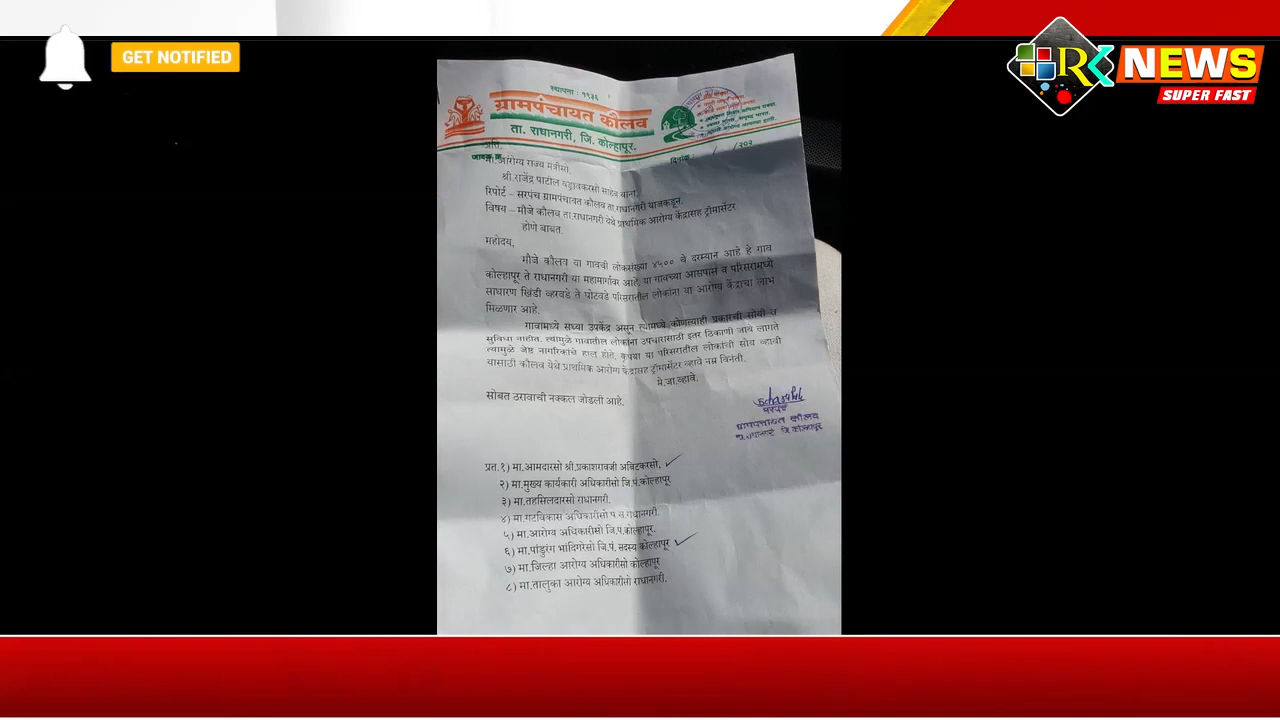 GET NOTIFIED
RK NEWS
SUPER FAST
स्थापना : १९३६
ग्रामपंचायत कौलव
ता. राधानगरी, जि. कोल्हापूर.
प्रति,
जावक क्र.
दिनांक : / /२०२
मा.आरोग्य राज्य मंत्रीसो,
श्री.राजेंद्र पाटील यड्रावकरसो साहेब यांना,
रिपोर्ट – सरपंच ग्रामपंचायत कौलव ता.राधानगरी याजकडून,
विषय – मौजे कौलव ता.राधानगरी येथे प्राथमिक आरोग्य केंद्रासह ट्रॉमासेंटर
होणे बाबत.
महोदय,
मौजे कौलव या गावची लोकसंख्या ४५०० चे दरम्यान आहे हे गाव
कोल्हापूर ते राधानगरी या महामार्गावर आहे, या गावच्या आसपास व परिसरामध्ये
साधारण खिंडी व्हरवडे ते घोटवडे परिसरातील लोकांना या आरोग्य केंद्राचा लाभ
मिळणार आहे.
गावामध्ये सध्या उपकेंद्र असून त्यामध्ये कोणत्याही प्रकारची सोयी व
सुविधा नाहीत. त्यामुळे गावातील लोकांना उपचारासाठी इतर ठिकाणी जावे लागते
त्यामुळे जेष्ट नागरिकांचे हाल होते. कृपया या परिसरातील लोकांची सोय व्हावी
यासाठी कौलव येथे प्राथमिक आरोग्य केंद्रासह ट्रॉमासेंटर व्हावे नम्र विनंती.
मे.जा.व्हावे.
सोबत ठरावाची नक्कल जोडली आहे.
सरपंच
ग्रामपंचायत कौलव
ता.राधानगरी जि.कोल्हापूर
प्रत.१) मा.आमदारसो श्री.प्रकाशरावजी अबिटकरसो,
२) मा.मुख्य कार्यकारी अधिकारीसो जि.पं.कोल्हापूर
३) मा.तहसिलदारसो राधानगरी.
४) मा.गटविकास अधिकारीसो पं.स.राधानगरी.
५) मा.आरोग्य अधिकारीसो जि.पं.कोल्हापूर.
६) मा.पांडुरंग भांदिगरेसो जि.पं. सदस्य कोल्हापूर
७) मा.जिल्हा आरोग्य अधिकारीसो कोल्हापूर
८) मा.तालुका आरोग्य अधिकारीसो राधानगरी.